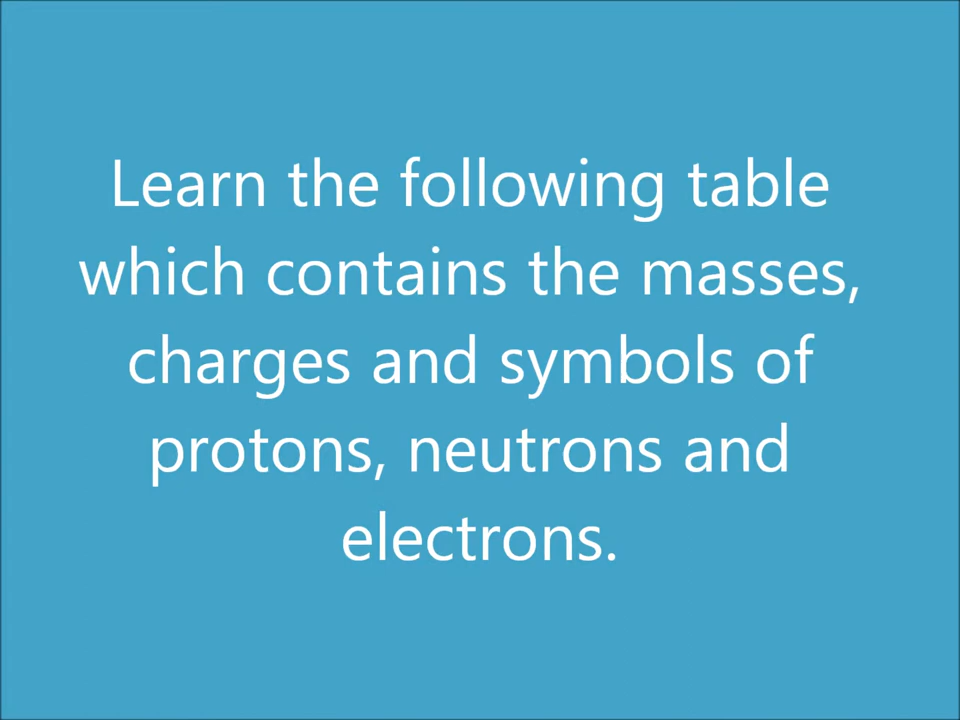 Learn the following table
which contains the masses,
charges and symbols of
protons, neutrons and
electrons.